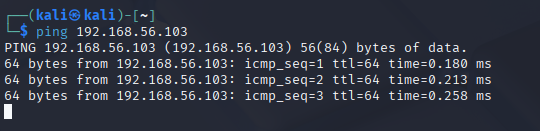 ┌──(kali㉿kali)-[~]
└─$ ping 192.168.56.103
PING 192.168.56.103 (192.168.56.103) 56(84) bytes of data.
64 bytes from 192.168.56.103: icmp_seq=1 ttl=64 time=0.180 ms
64 bytes from 192.168.56.103: icmp_seq=2 ttl=64 time=0.213 ms
64 bytes from 192.168.56.103: icmp_seq=3 ttl=64 time=0.258 ms